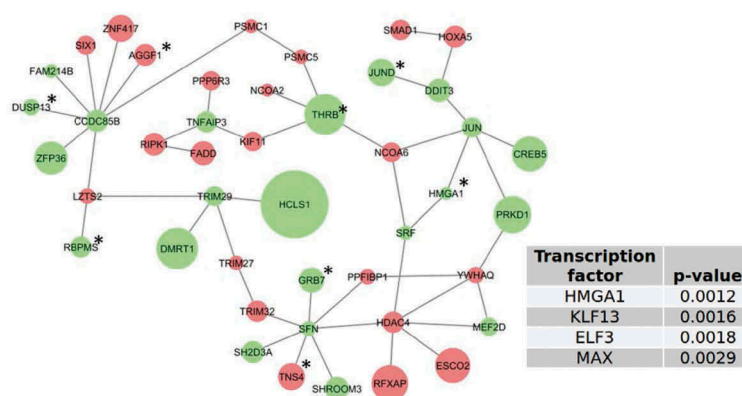 ZNF417
SIX1
AGGF1 *
PSMC1
SMAD1
HOXA5
FAM214B
PSMC5
JUND *
DUSP13 *
PPP6R3
NCOA2
DDIT3
CCDC85B
TNFAIP3
THRB *
JUN
ZFP36
RIPK1
FADD
KIF11
NCOA6
CREB5
LZTS2
TRIM29
HCLS1
HMGA1 *
PRKD1
RBPMS *
DMRT1
SRF
TRIM27
GRB7 *
PPFIBP1
YWHAQ
TRIM32
SFN
HDAC4
MEF2D
SH2D3A
TNS4 *
SHROOM3
RFXAP
ESCO2
Transcription
factor p-value
HMGA1 0.0012
KLF13 0.0016
ELF3 0.0018
MAX 0.0029